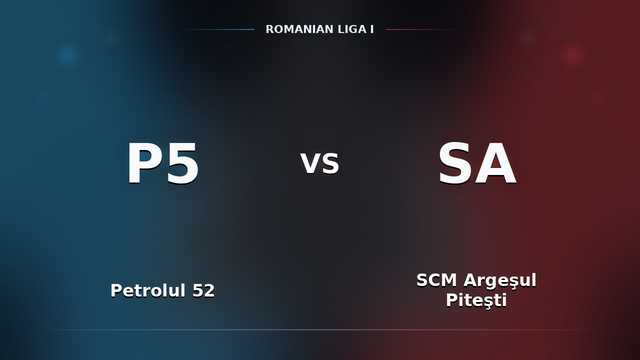 ROMANIAN LIGA I
P5
VS
SA
Petrolul 52
SCM Argeşul
Piteşti